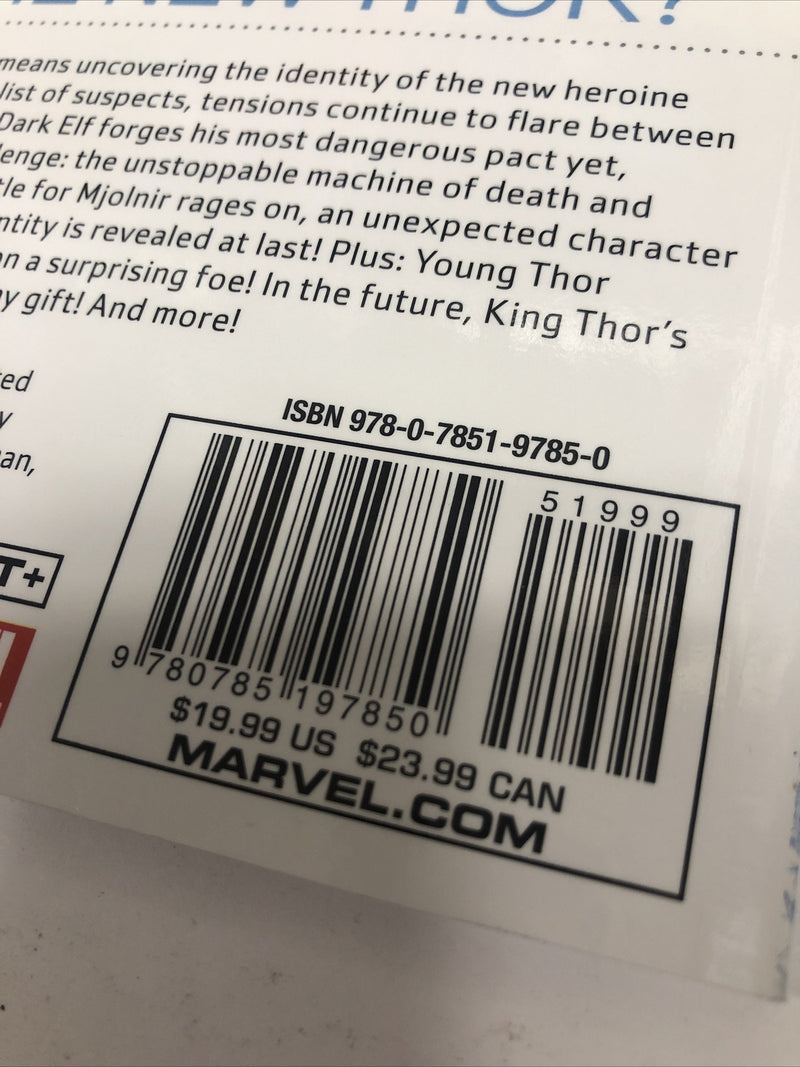 NEW THOR?
means uncovering the identity of the new heroine
list of suspects, tensions continue to flare between
Dark Elf forges his most dangerous pact yet,
lenge: the unstoppable machine of death and
tle for Mjolnir rages on, an unexpected character
ntity is revealed at last! Plus: Young Thor
on a surprising foe! In the future, King Thor's
y gift! And more!
ed
y
an,
T+
ISBN 978-0-7851-9785-0
51999
9 780785 197850
$19.99 US $23.99 CAN
MARVEL.COM